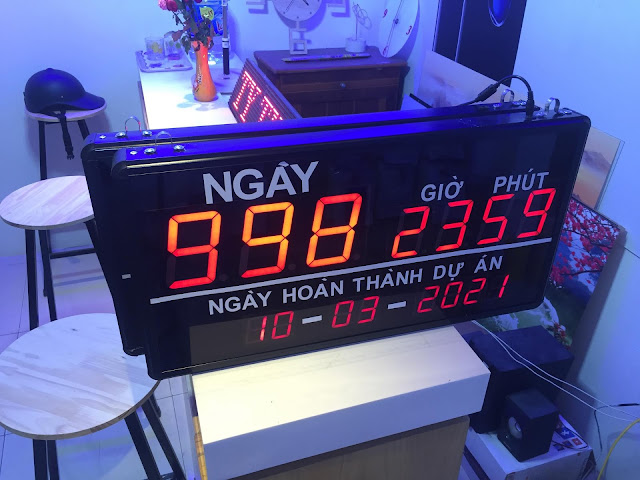 NGÀY GIỜ PHÚT
998 2359
NGÀY HOÀN THÀNH DỰ ÁN
10-03-2021